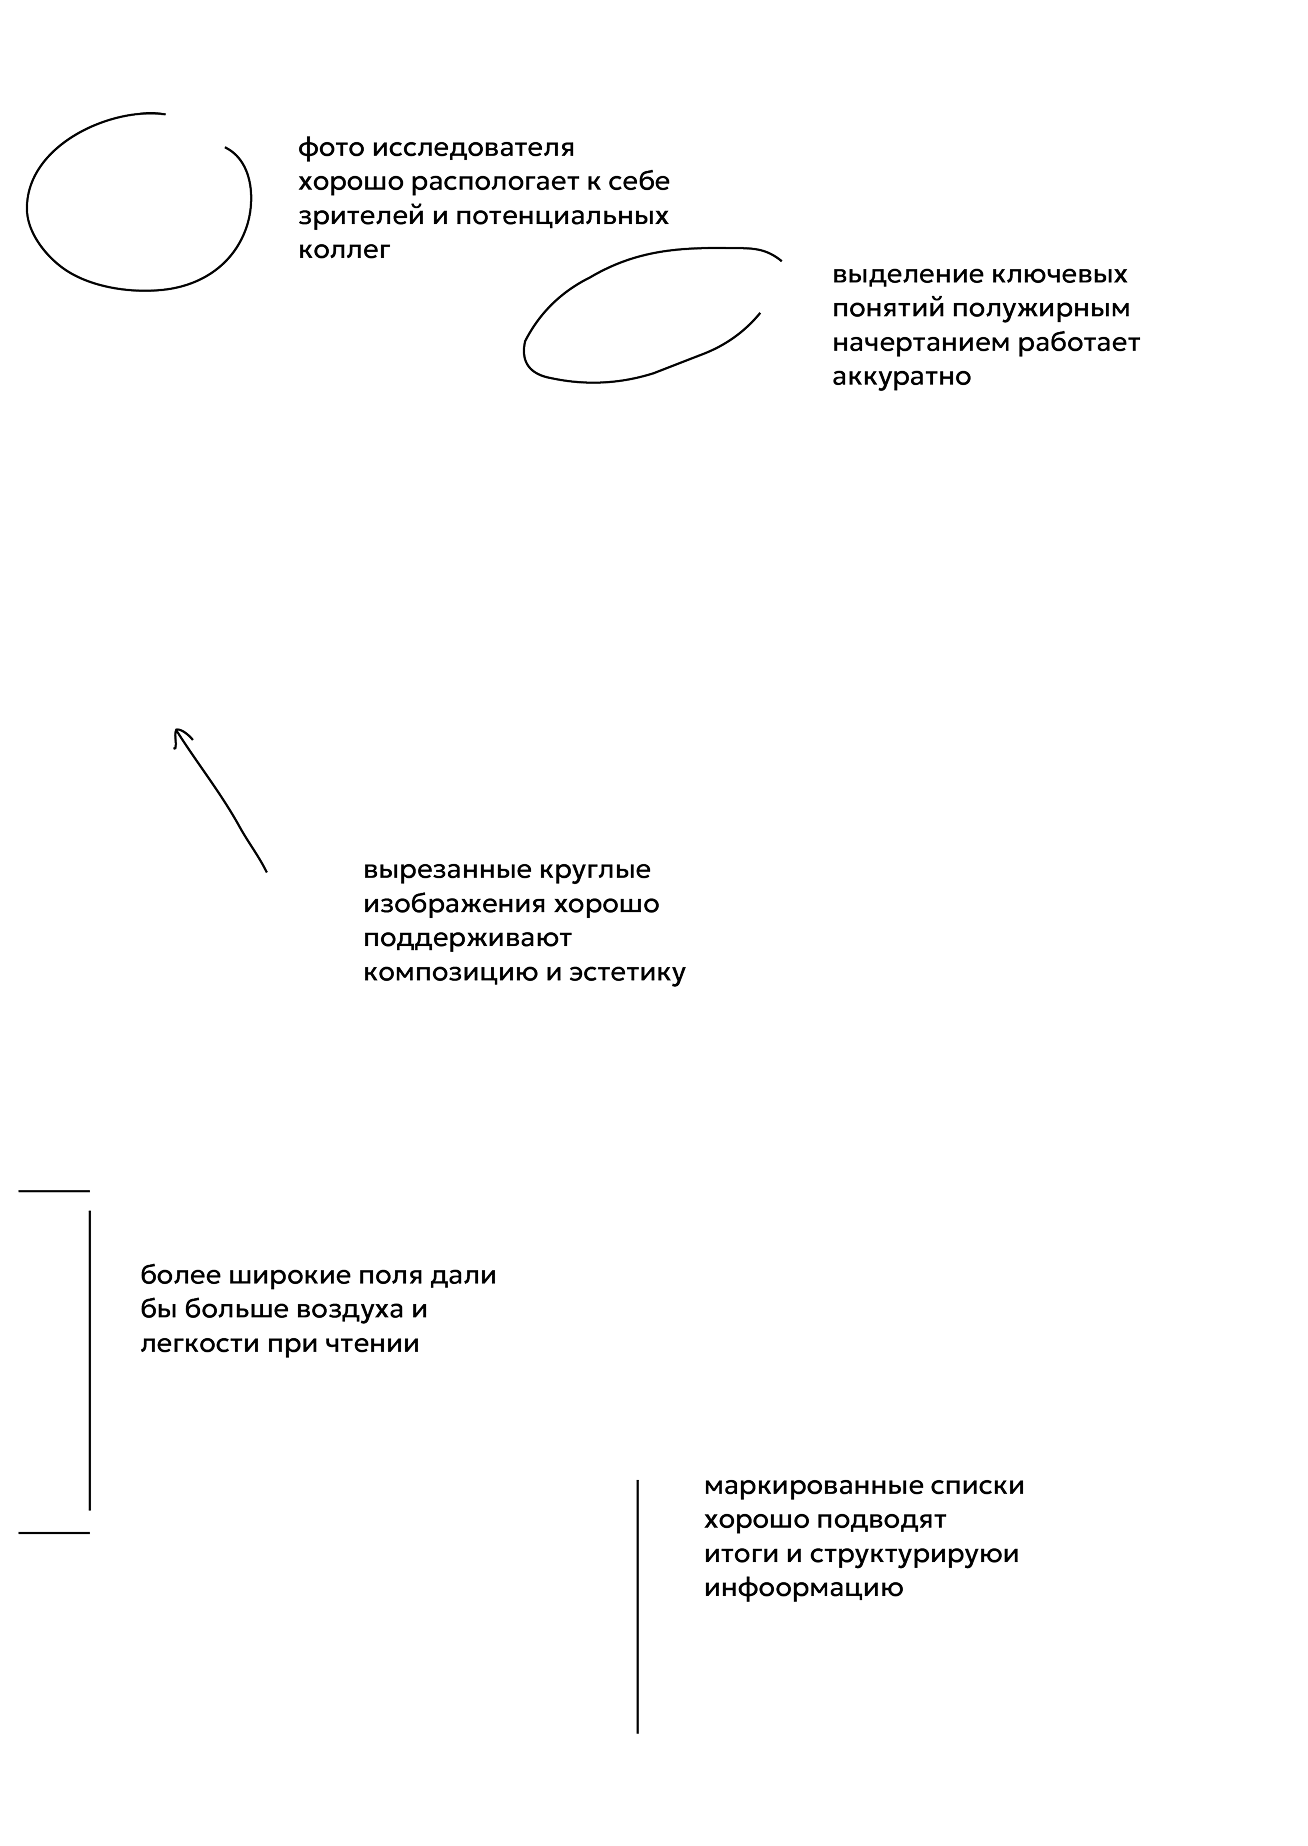 фото исследователя
хорошо распологает к себе
зрителей и потенциальных
коллег
выделение ключевых
понятий полужирным
начертанием работает
аккуратно
вырезанные круглые
изображения хорошо
поддерживают
композицию и эстетику
более широкие поля дали
бы больше воздуха и
легкости при чтении
маркированные списки
хорошо подводят
итоги и структурируюи
инфоормацию